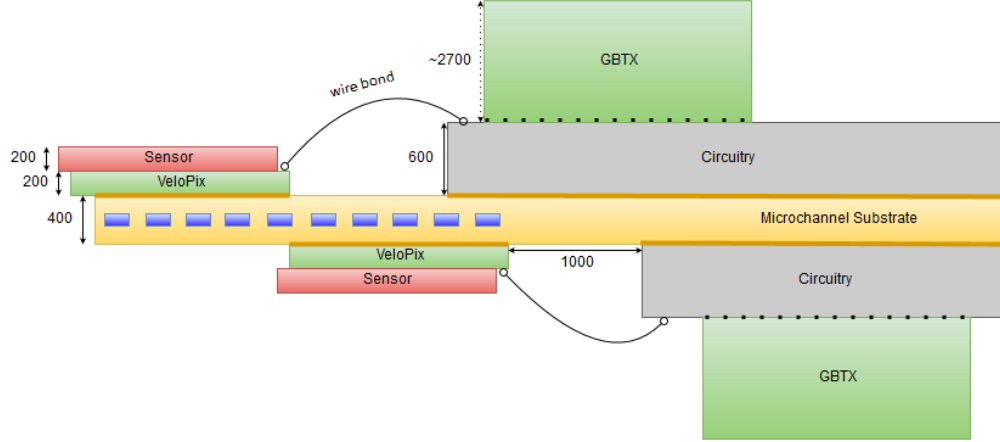 ~2700
GBTX
wire bond
200
Sensor
600
Circuitry
200
VeloPix
400
Microchannel Substrate
VeloPix
1000
Sensor
Circuitry
GBTX